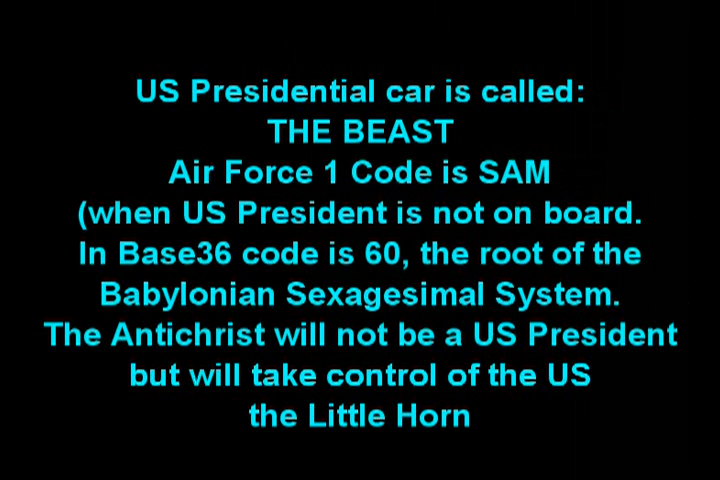 US Presidential car is called:
THE BEAST
Air Force 1 Code is SAM
(when US President is not on board.
In Base36 code is 60, the root of the
Babylonian Sexagesimal System.
The Antichrist will not be a US President
but will take control of the US
the Little Horn